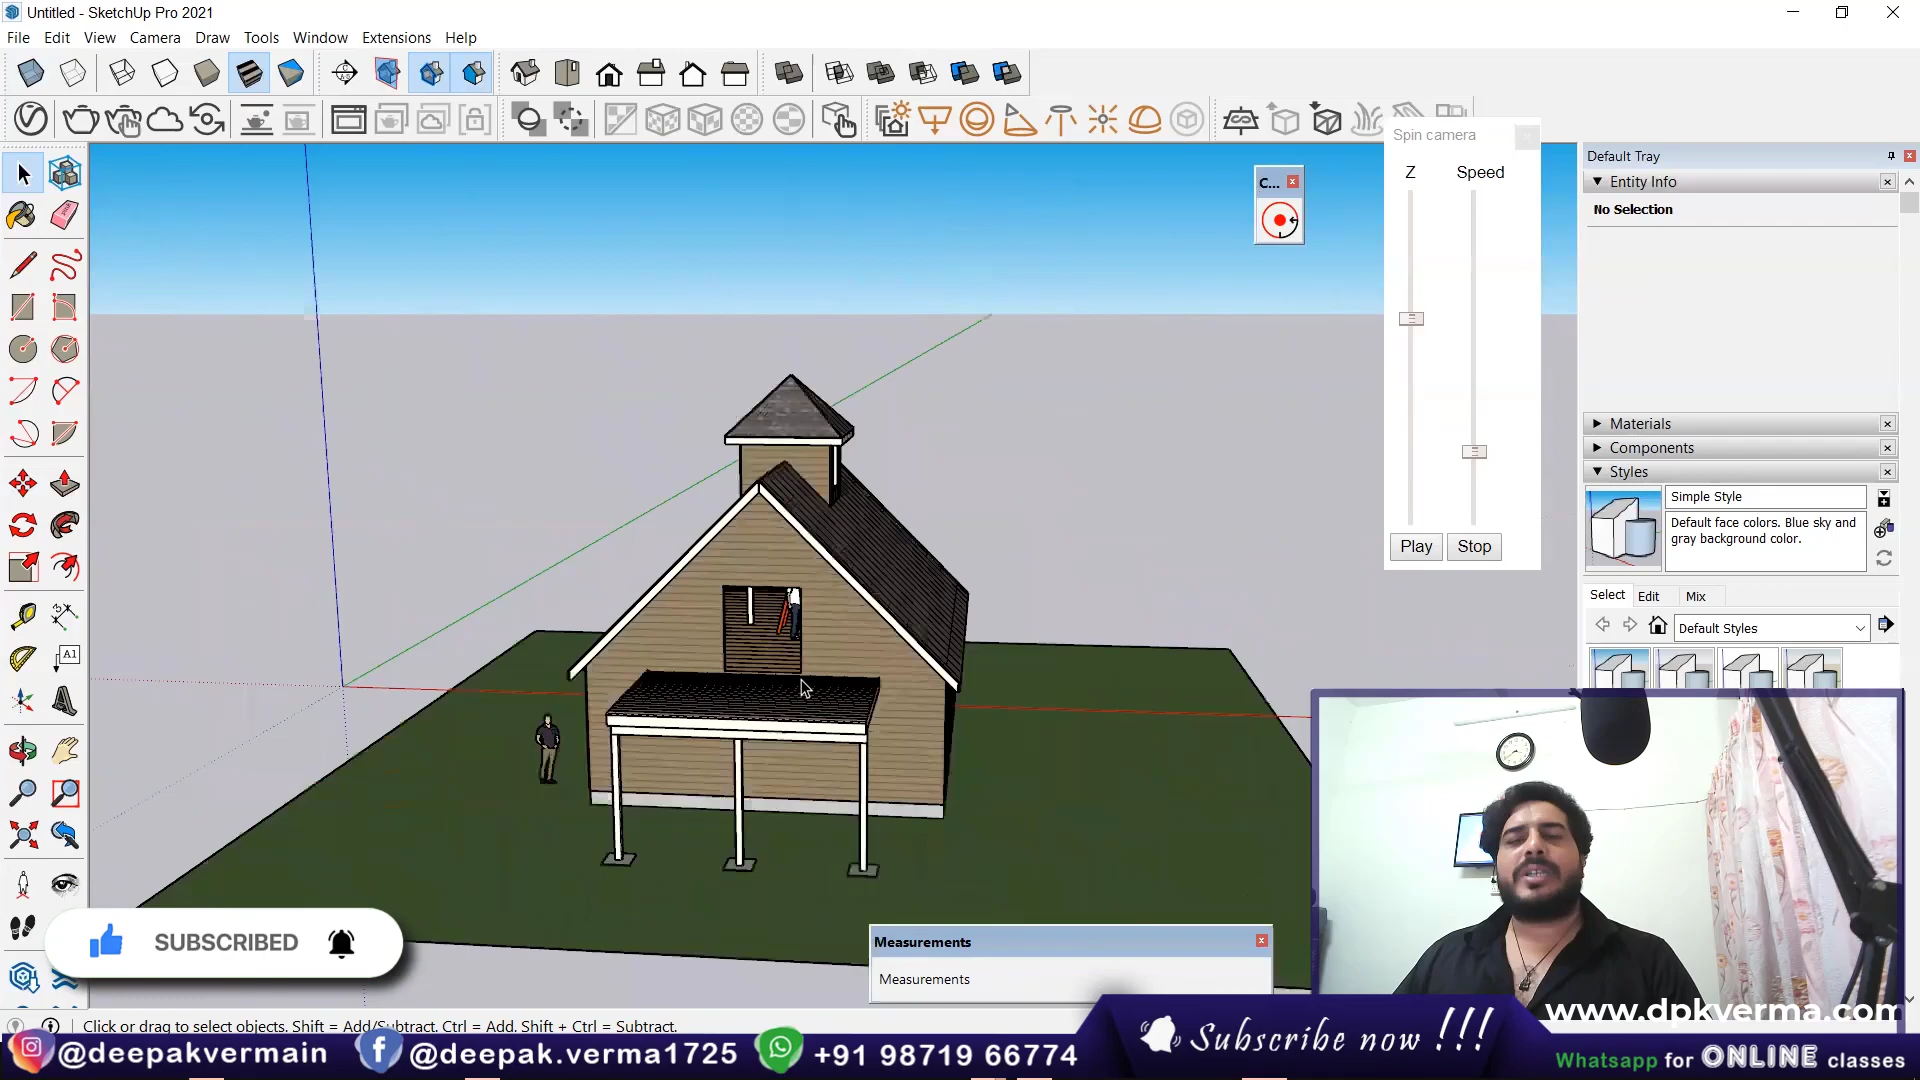 Untitled - SketchUp Pro 2021
File Edit View Camera Draw Tools Window Extensions Help
Spin camera
Z Speed
Play Stop
C...
Default Tray
Entity Info
No Selection
Materials
Components
Styles
Simple Style
Default face colors. Blue sky and
gray background color.
Select Edit Mix
Default Styles
A1
SUBSCRIBED
Measurements
Measurements
Click or drag to select objects. Shift = Add/Subtract. Ctrl = Add. Shift + Ctrl = Subtract.
www.dpkverma.com
@deepakvermain @deepak.verma1725 +91 98719 66774
Subscribe now !!!
Whatsapp for ONLINE classes